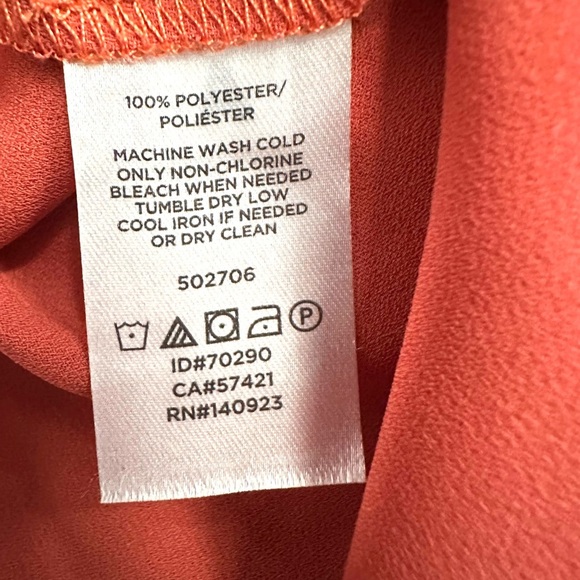 100% POLYESTER/
POLIÉSTER
MACHINE WASH COLD
ONLY NON-CHLORINE
BLEACH WHEN NEEDED
TUMBLE DRY LOW
COOL IRON IF NEEDED
OR DRY CLEAN
502706
P
ID#70290
CA#57421
RN#140923